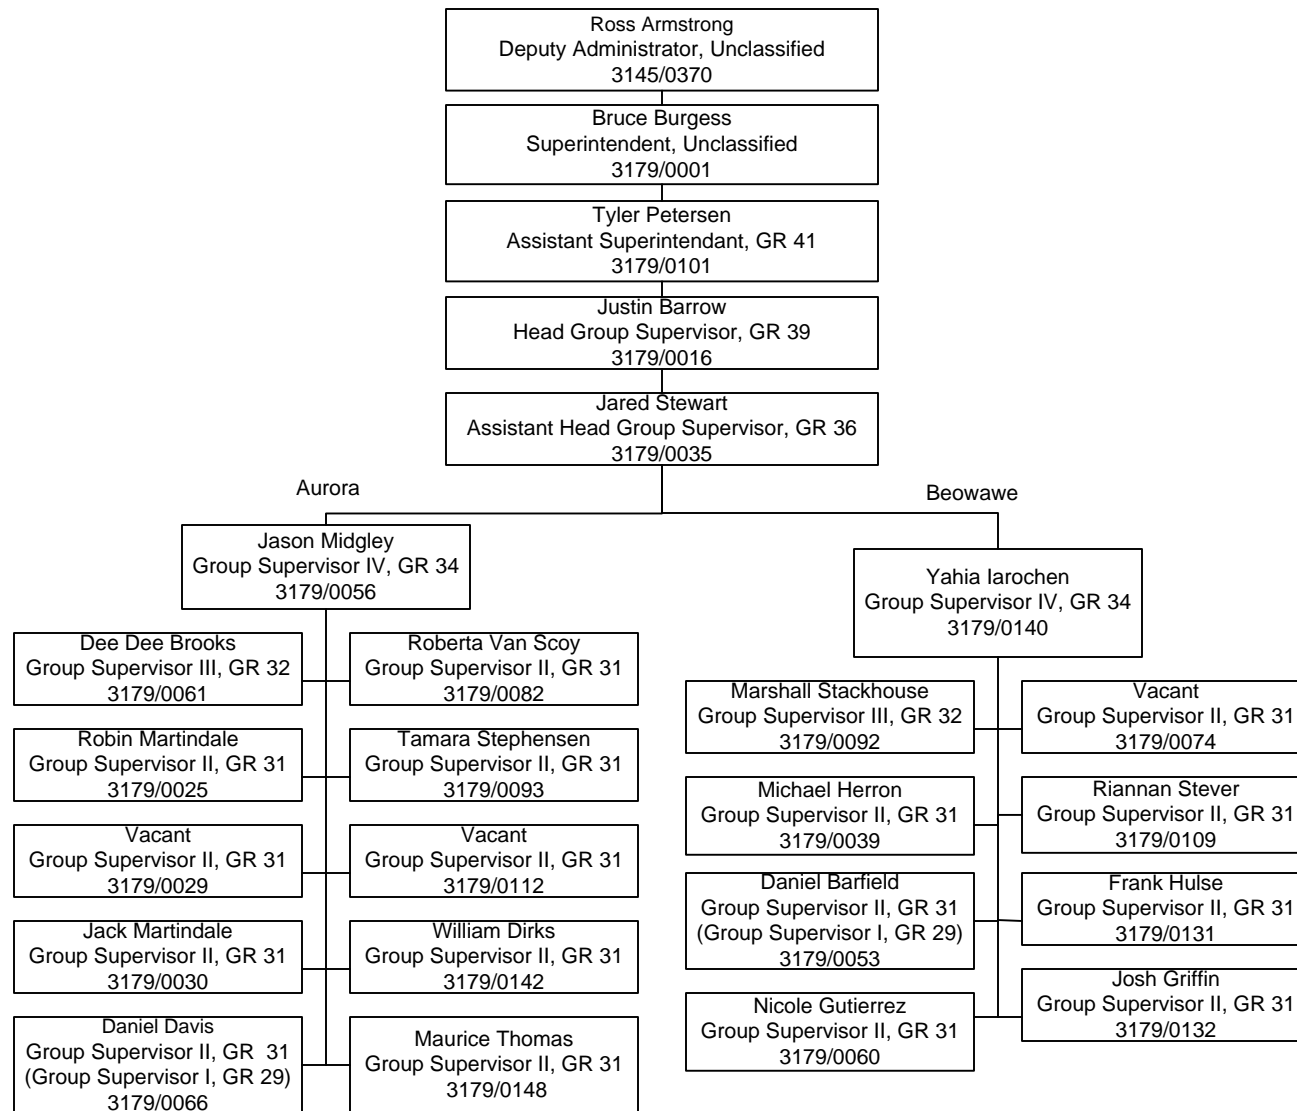 Ross Armstrong
Deputy Administrator, Unclassified
3145/0370
Bruce Burgess
Superintendent, Unclassified
3179/0001
Tyler Petersen
Assistant Superintendant, GR 41
3179/0101
Justin Barrow
Head Group Supervisor, GR 39
3179/0016
Jared Stewart
Assistant Head Group Supervisor, GR 36
3179/0035
Aurora
Jason Midgley
Group Supervisor IV, GR 34
3179/0056
Dee Dee Brooks
Group Supervisor III, GR 32
3179/0061
Robin Martindale
Group Supervisor II, GR 31
3179/0025
Vacant
Group Supervisor II, GR 31
3179/0029
Jack Martindale
Group Supervisor II, GR 31
3179/0030
Daniel Davis
Group Supervisor II, GR 31
(Group Supervisor I, GR 29)
3179/0066
Roberta Van Scoy
Group Supervisor II, GR 31
3179/0082
Tamara Stephensen
Group Supervisor II, GR 31
3179/0093
Vacant
Group Supervisor II, GR 31
3179/0112
William Dirks
Group Supervisor II, GR 31
3179/0142
Maurice Thomas
Group Supervisor II, GR 31
3179/0148
Beowawe
Yahia Iarochen
Group Supervisor IV, GR 34
3179/0140
Marshall Stackhouse
Group Supervisor III, GR 32
3179/0092
Michael Herron
Group Supervisor II, GR 31
3179/0039
Daniel Barfield
Group Supervisor II, GR 31
(Group Supervisor I, GR 29)
3179/0053
Nicole Gutierrez
Group Supervisor II, GR 31
3179/0060
Vacant
Group Supervisor II, GR 31
3179/0074
Riannan Stever
Group Supervisor II, GR 31
3179/0109
Frank Hulse
Group Supervisor II, GR 31
3179/0131
Josh Griffin
Group Supervisor II, GR 31
3179/0132